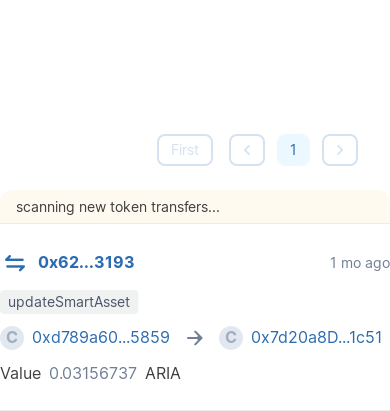 First 1
scanning new token transfers...
0x62...3193 1 mo ago
updateSmartAsset
C 0xd789a60...5859 → C 0x7d20a8D...1c51
Value 0.03156737 ARIA